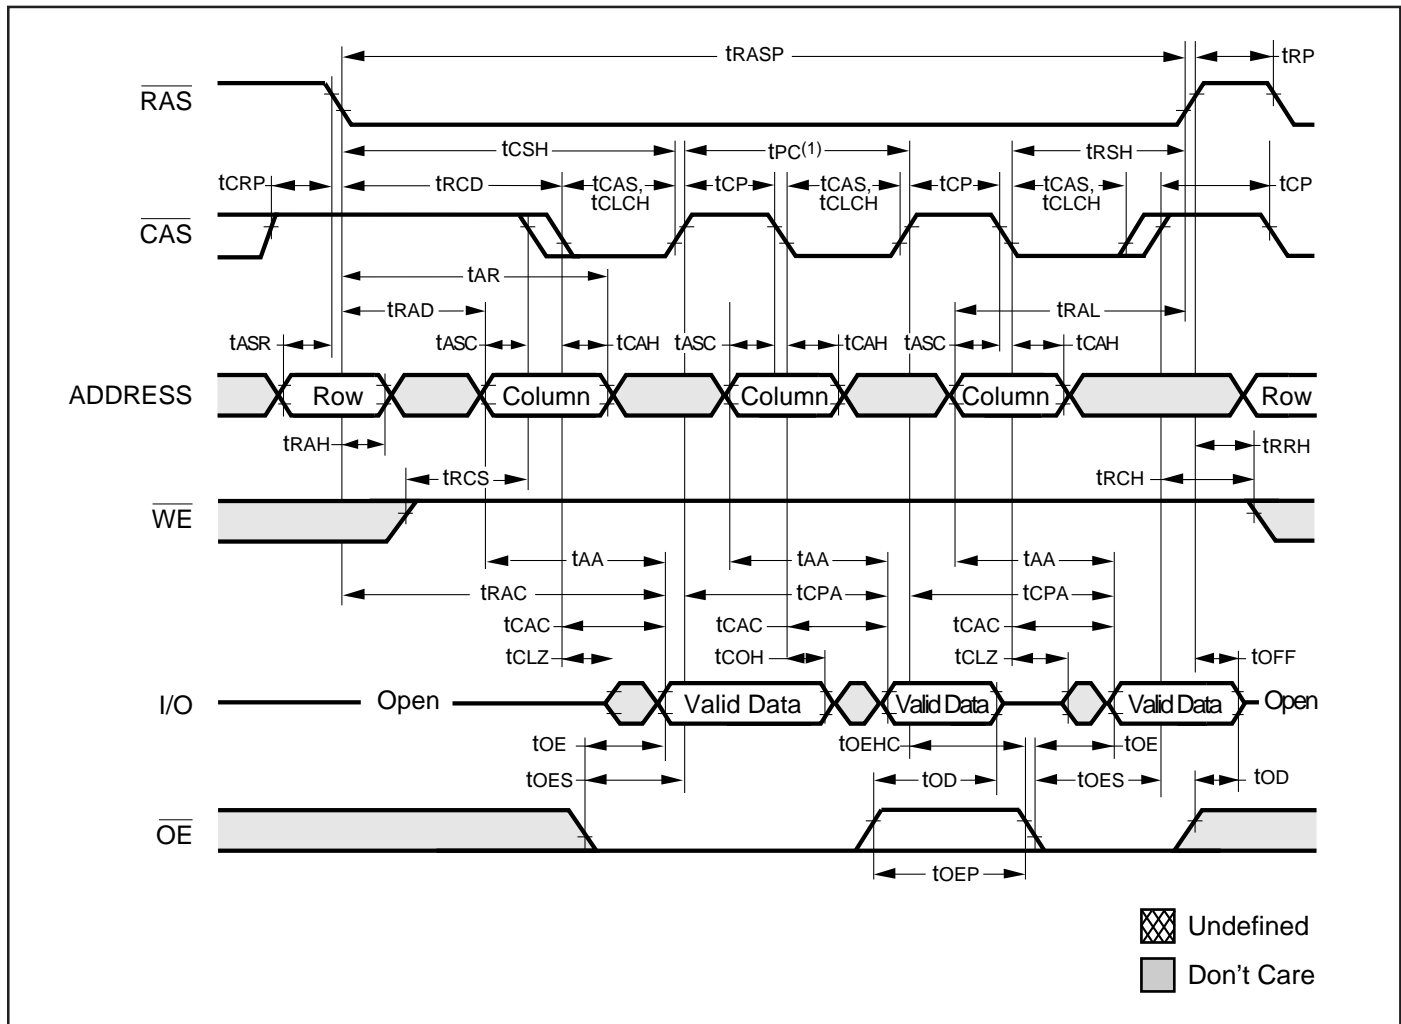 tRASP tRP
RAS
tCSH tPC(1) tRSH
tCRP tRCD tCAS, tCLCH tCP tCAS, tCLCH tCP tCAS, tCLCH tCP
CAS
tAR
tRAD tRAL
tASR tASC tCAH tASC tCAH tASC tCAH
ADDRESS Row Column Column Column Row
tRAH tRRH
tRCS tRCH
WE
tAA tAA tAA
tRAC tCPA tCPA
tCAC tCAC tCAC
tCLZ tCOH tCLZ tOFF
I/O Open Valid Data Valid Data Valid Data Open
tOE tOEHC tOE
tOES tOD tOES tOD
OE
tOEP
Undefined
Don't Care